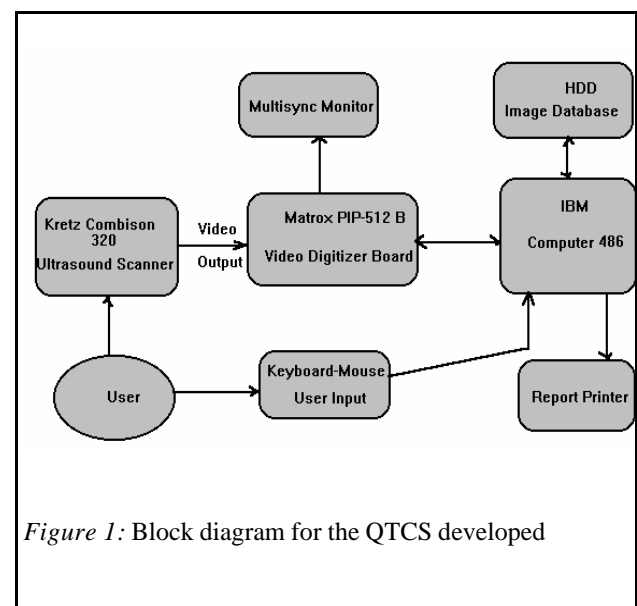 Multisync Monitor
HDD
Image Database
Kretz Combison
320
Ultrasound Scanner
Video
Output
Matrox PIP-512 B
Video Digitizer Board
IBM
Computer 486
User
Keyboard-Mouse
User Input
Report Printer
Figure 1: Block diagram for the QTCS developed